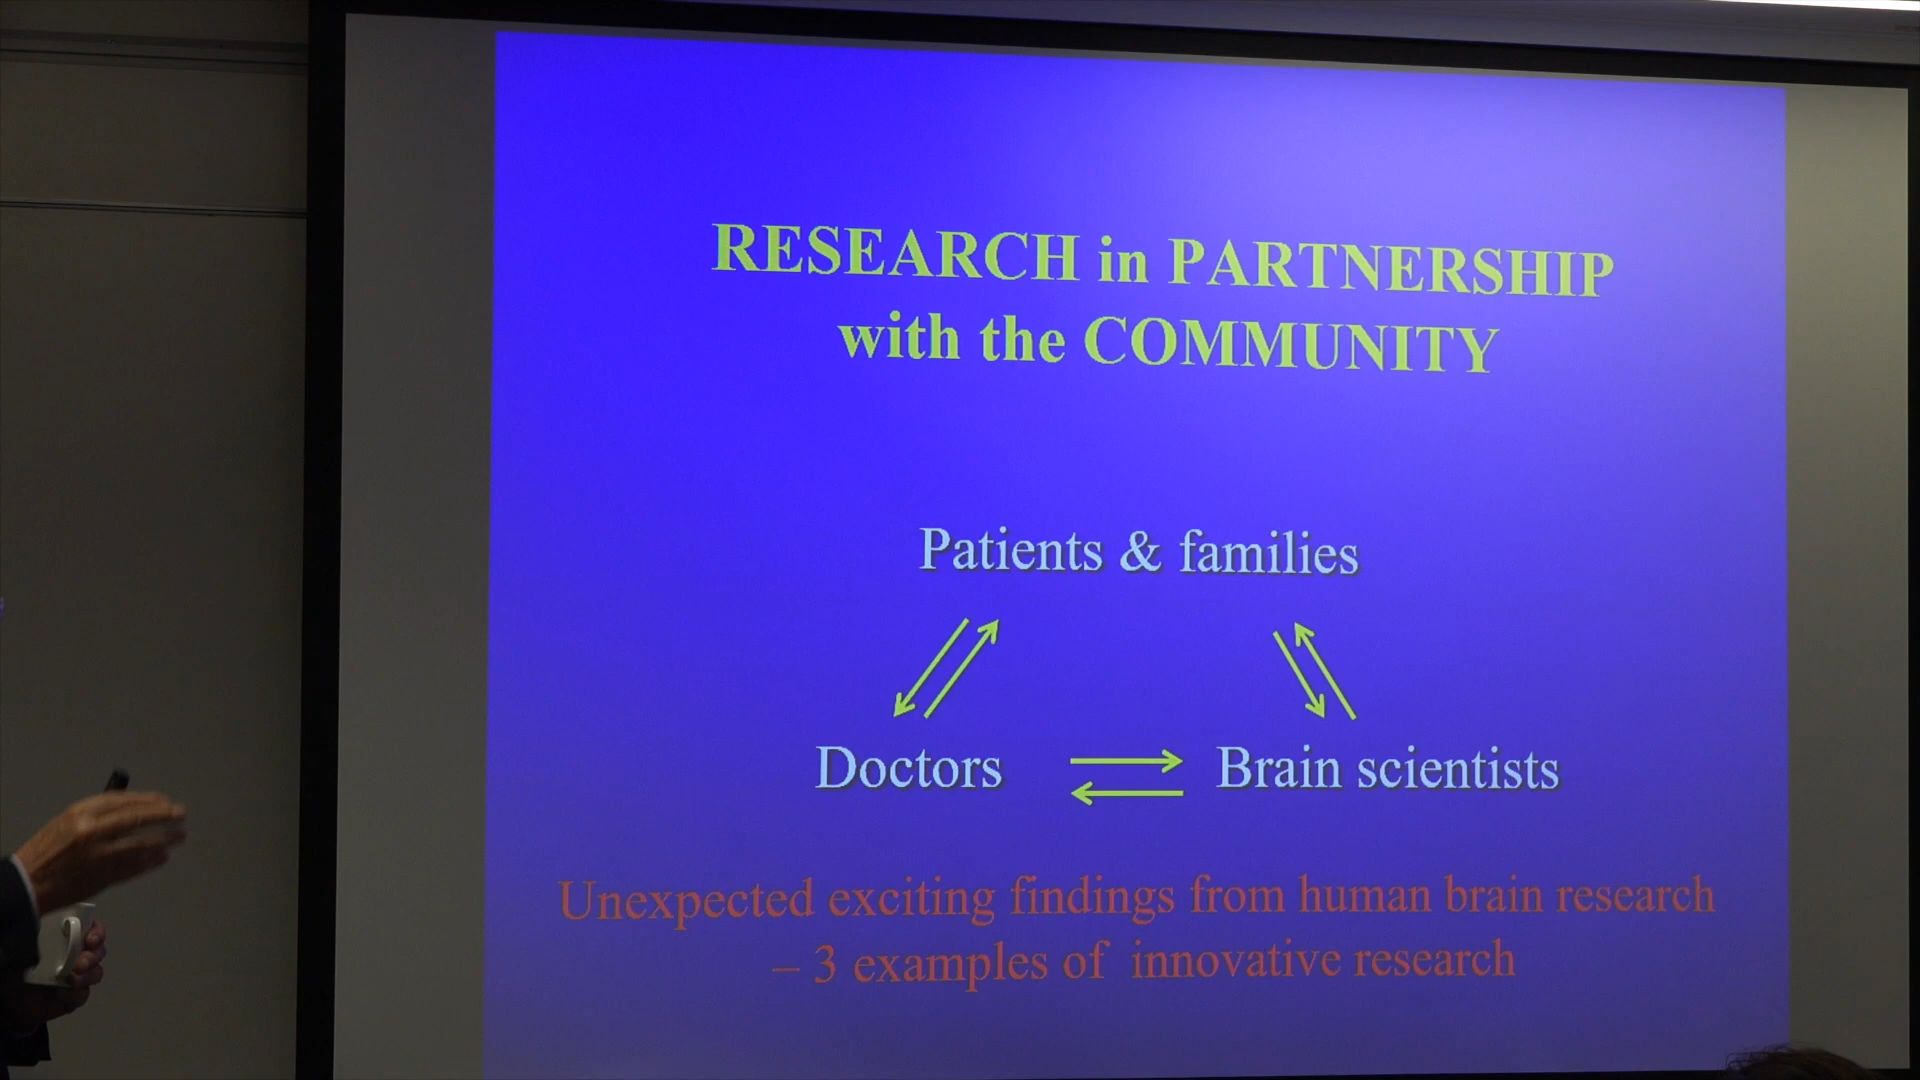 RESEARCH in PARTNERSHIP
with the COMMUNITY
Patients & families
Doctors
Brain scientists
Unexpected exciting findings from human brain research
– 3 examples of innovative research